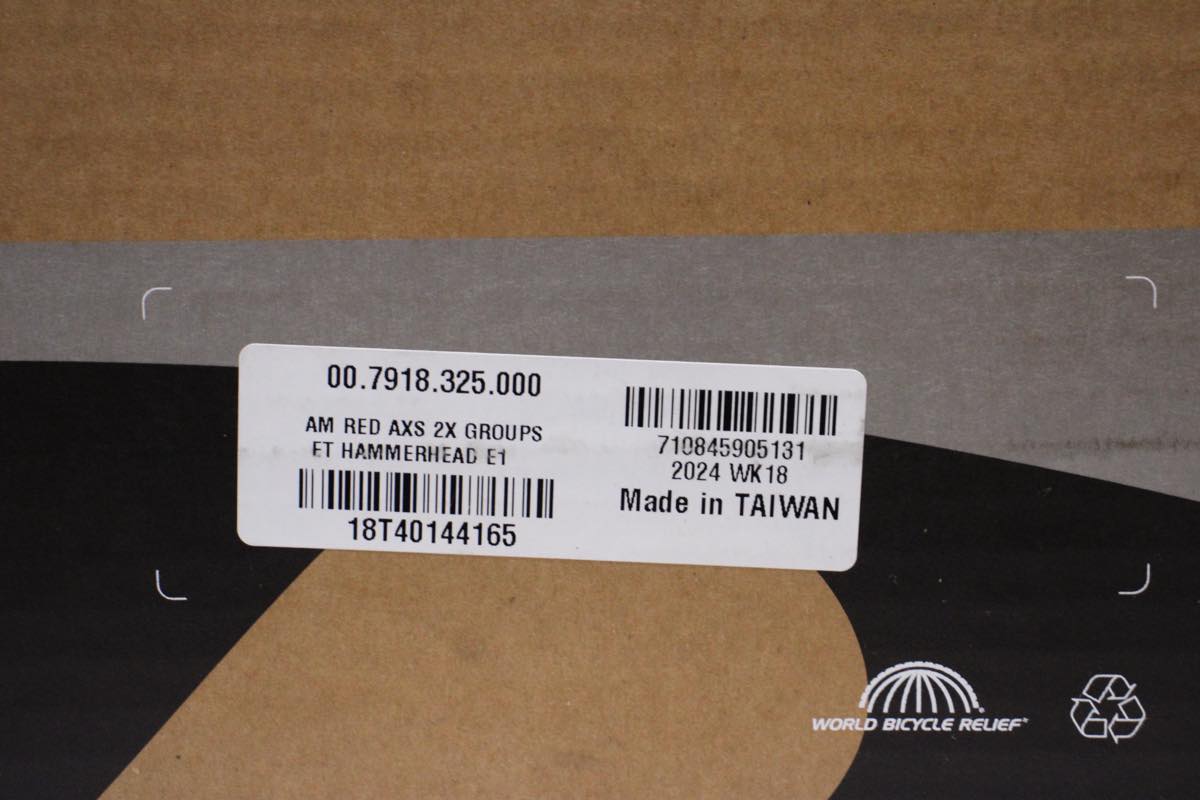 00.7918.325.000
AM RED AXS 2X GROUPS
ET HAMMERHEAD E1
18T40144165
710845905131
2024 WK18
Made in TAIWAN
WORLD BICYCLE RELIEF